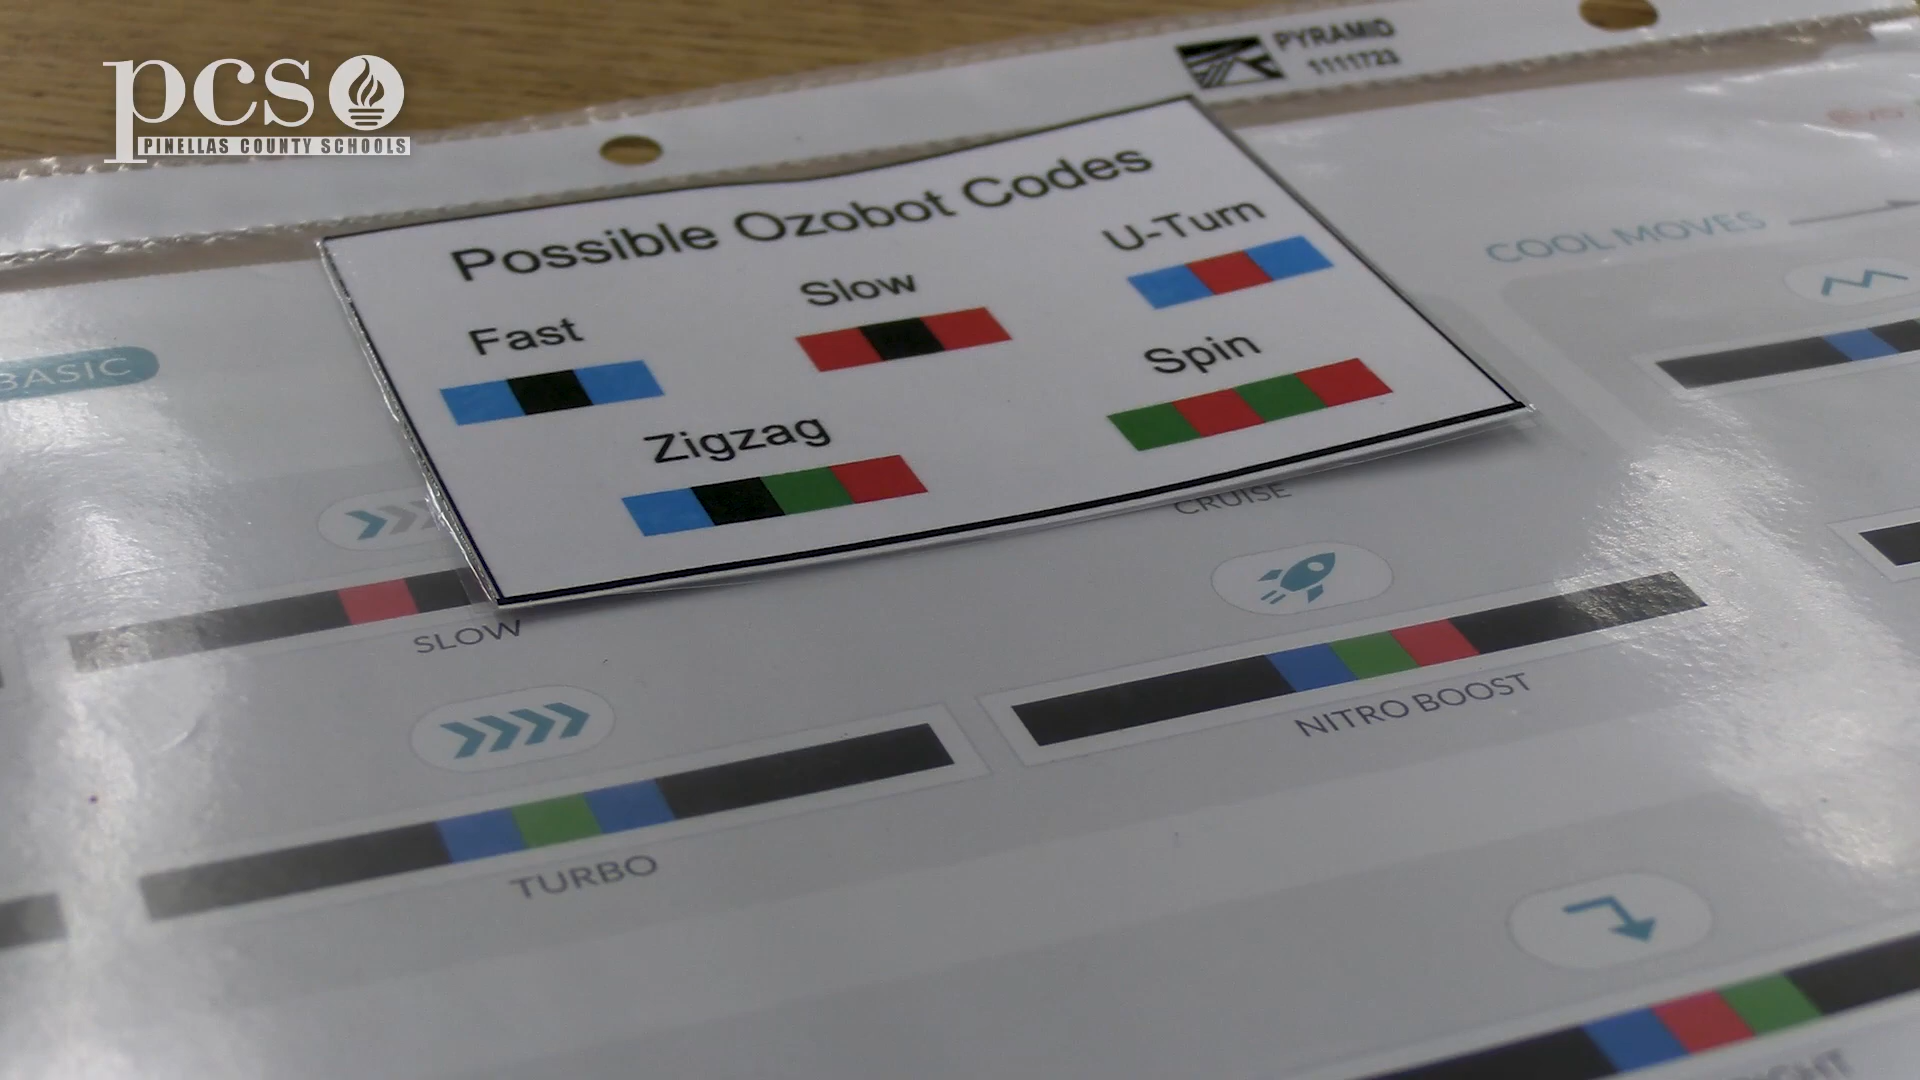 pcs
PINELLAS COUNTY SCHOOLS
PYRAMID
1111723
Possible Ozobot Codes
Fast
Slow
U-Turn
Zigzag
Spin
BASIC
COOL MOVES
CRUISE
SLOW
NITRO BOOST
TURBO